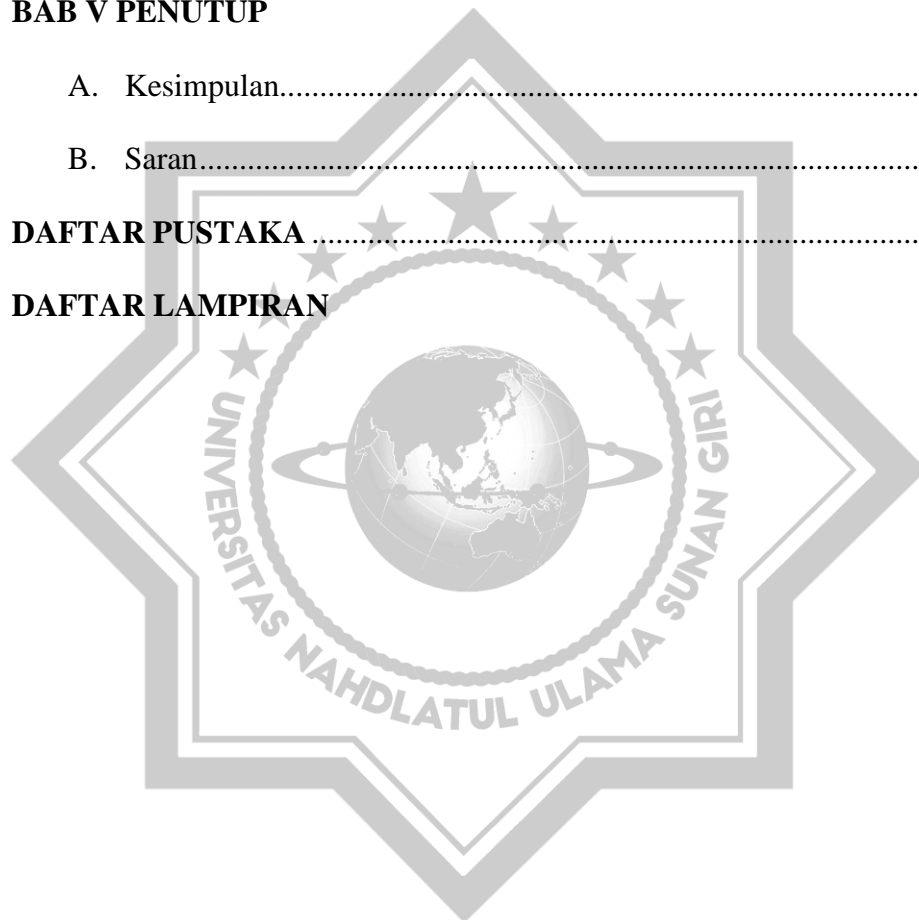 BAB V PENUTUP
A. Kesimpulan........................................................................
B. Saran...................................................................................
DAFTAR PUSTAKA ....................................................................
DAFTAR LAMPIRAN
UNIVERSITAS NAHDLATUL ULAMA SUNAN GIRI